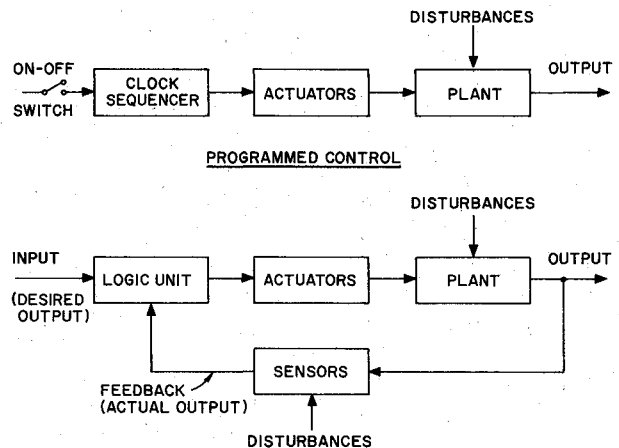 DISTURBANCES
ON-OFF
SWITCH
CLOCK
SEQUENCER
ACTUATORS
PLANT
OUTPUT
PROGRAMMED CONTROL
DISTURBANCES
INPUT
(DESIRED
OUTPUT)
LOGIC UNIT
ACTUATORS
PLANT
OUTPUT
SENSORS
FEEDBACK
(ACTUAL OUTPUT)
DISTURBANCES